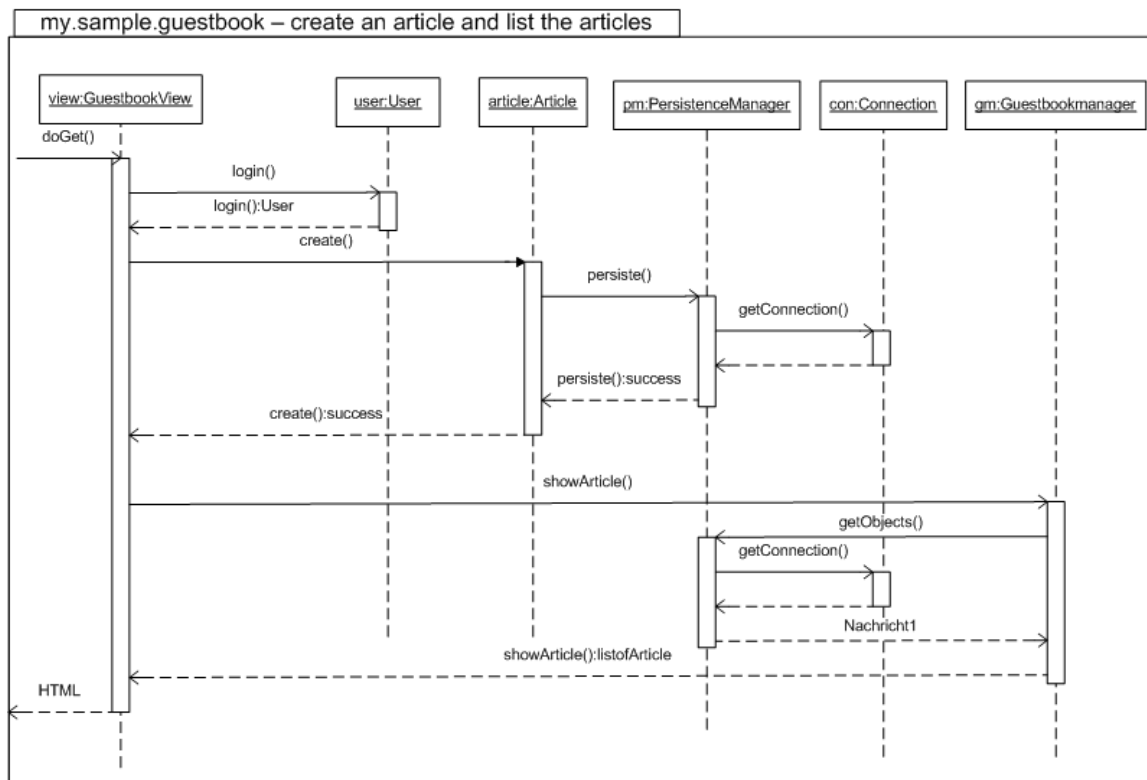 my.sample.guestbook – create an article and list the articles
view:GuestbookView
user:User
article:Article
pm:PersistenceManager
con:Connection
gm:Guestbookmanager
doGet()
login()
login():User
create()
persiste()
getConnection()
persiste():success
create():success
showArticle()
getObjects()
getConnection()
Nachricht1
showArticle():listofArticle
HTML